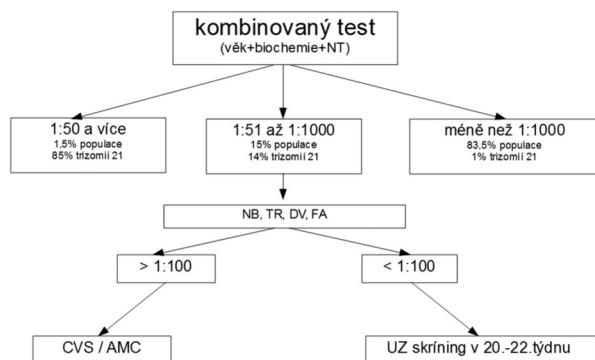 kombinovaný test
(věk+biochemie+NT)
1:50 a více
1,5% populace
85% trizomií 21
1:51 až 1:1000
15% populace
14% trizomií 21
méně než 1:1000
83,5% populace
1% trizomií 21
NB, TR, DV, FA
> 1:100
< 1:100
CVS / AMC
UZ skríning v 20.-22.týdnu